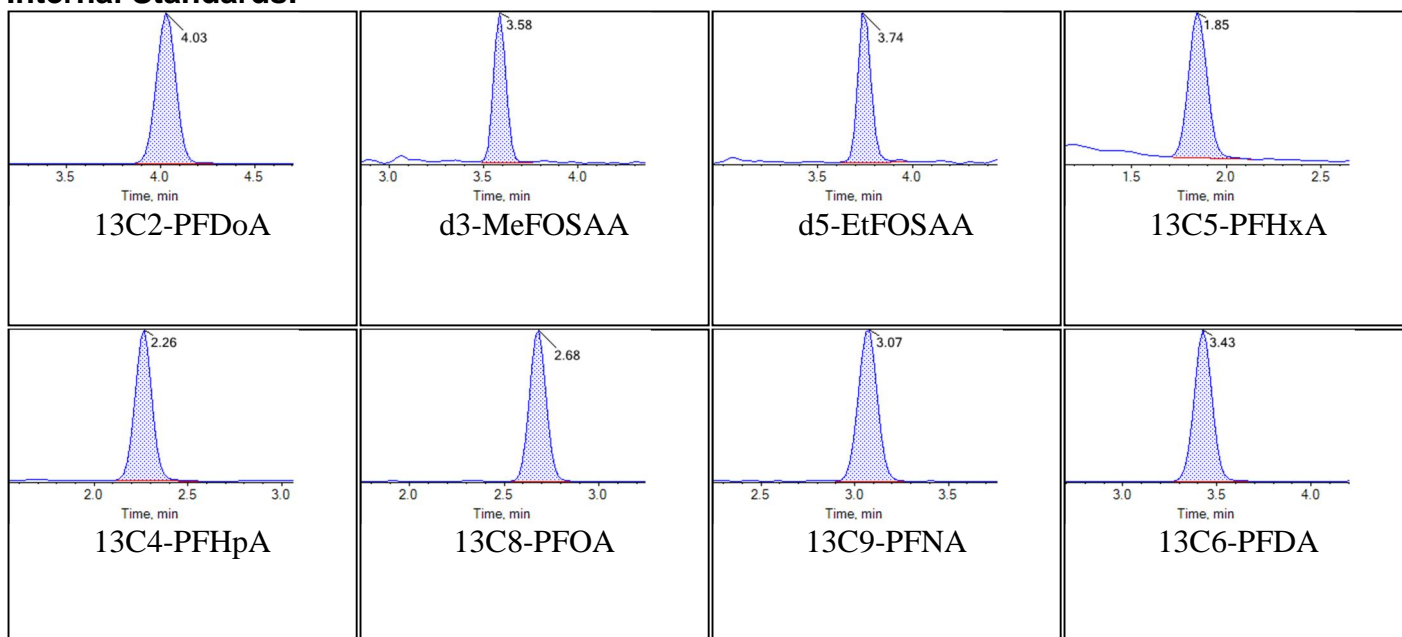 Internal Standards:
4.03
3.5 4.0 4.5
Time, min
13C2-PFDoA
3.58
3.0 3.5 4.0
Time, min
d3-MeFOSAA
3.74
3.5 4.0
Time, min
d5-EtFOSAA
1.85
1.5 2.0 2.5
Time, min
13C5-PFHxA
2.26
2.0 2.5 3.0
Time, min
13C4-PFHpA
2.68
2.0 2.5 3.0
Time, min
13C8-PFOA
3.07
2.5 3.0 3.5
Time, min
13C9-PFNA
3.43
3.0 3.5 4.0
Time, min
13C6-PFDA